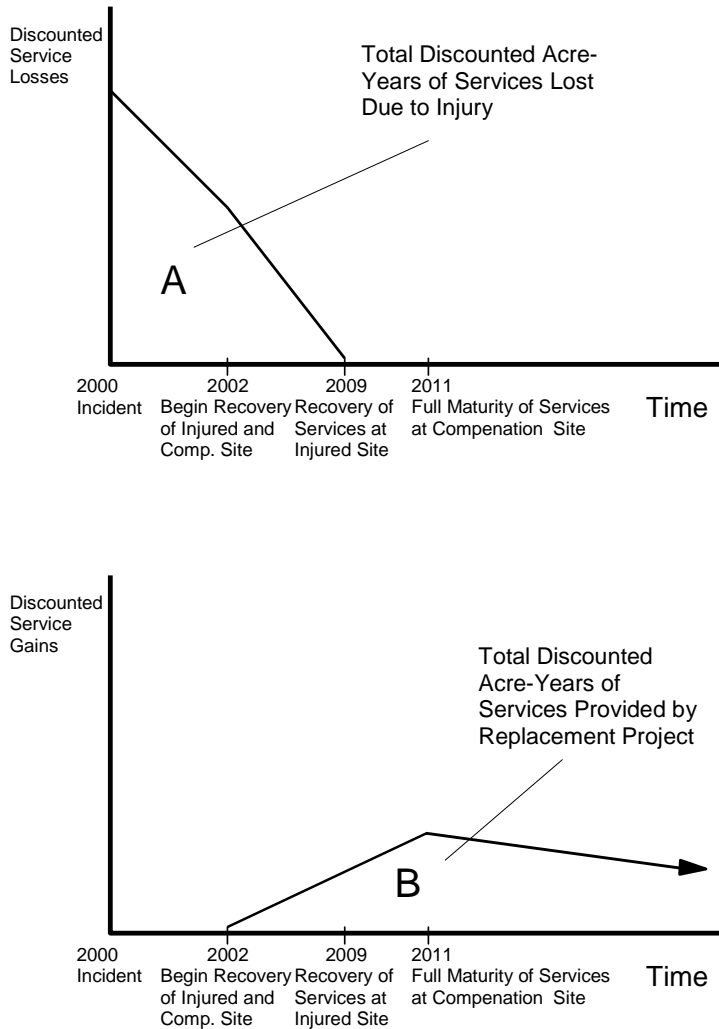 Discounted
Service
Losses
Total Discounted Acre-
Years of Services Lost
Due to Injury
A
2000
Incident
2002
Begin Recovery
of Injured and
Comp. Site
2009
Recovery of
Services at
Injured Site
2011
Full Maturity of Services
at Compenation Site
Time
Discounted
Service
Gains
Total Discounted
Acre-Years of
Services Provided by
Replacement Project
B
2000
Incident
2002
Begin Recovery
of Injured and
Comp. Site
2009
Recovery of
Services at
Injured Site
2011
Full Maturity of Services
at Compenation Site
Time